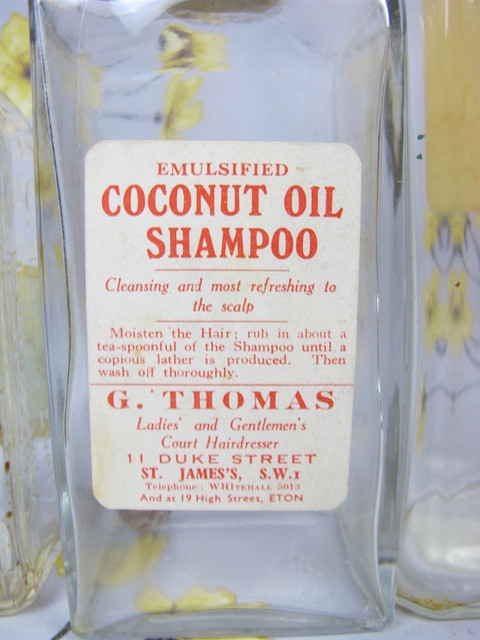 EMULSIFIED
COCONUT OIL
SHAMPOO
Cleansing and most refreshing to
the scalp
Moisten the Hair; rub in about a
tea-spoonful of the Shampoo until a
copious lather is produced. Then
wash off thoroughly.
G. THOMAS
Ladies' and Gentlemen's
Court Hairdresser
11 DUKE STREET
ST. JAMES'S, S.W.1
Telephone: WHITEHALL 5013
And at 19 High Street, ETON